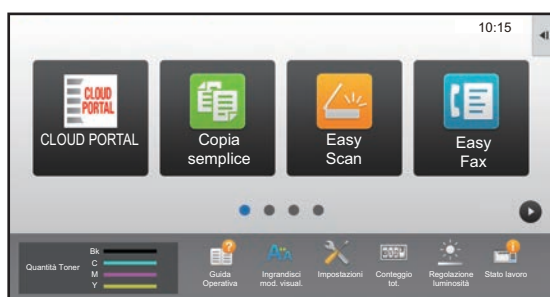 10:15
CLOUD
PORTAL
CLOUD PORTAL
Copia
semplice
Easy
Scan
Easy
Fax
Quantità Toner
Bk
C
M
Y
Guida
Operativa
Ingrandisci
mod. visual.
Impostazioni
Conteggio
tot.
Regolazione
luminosità
Stato lavoro